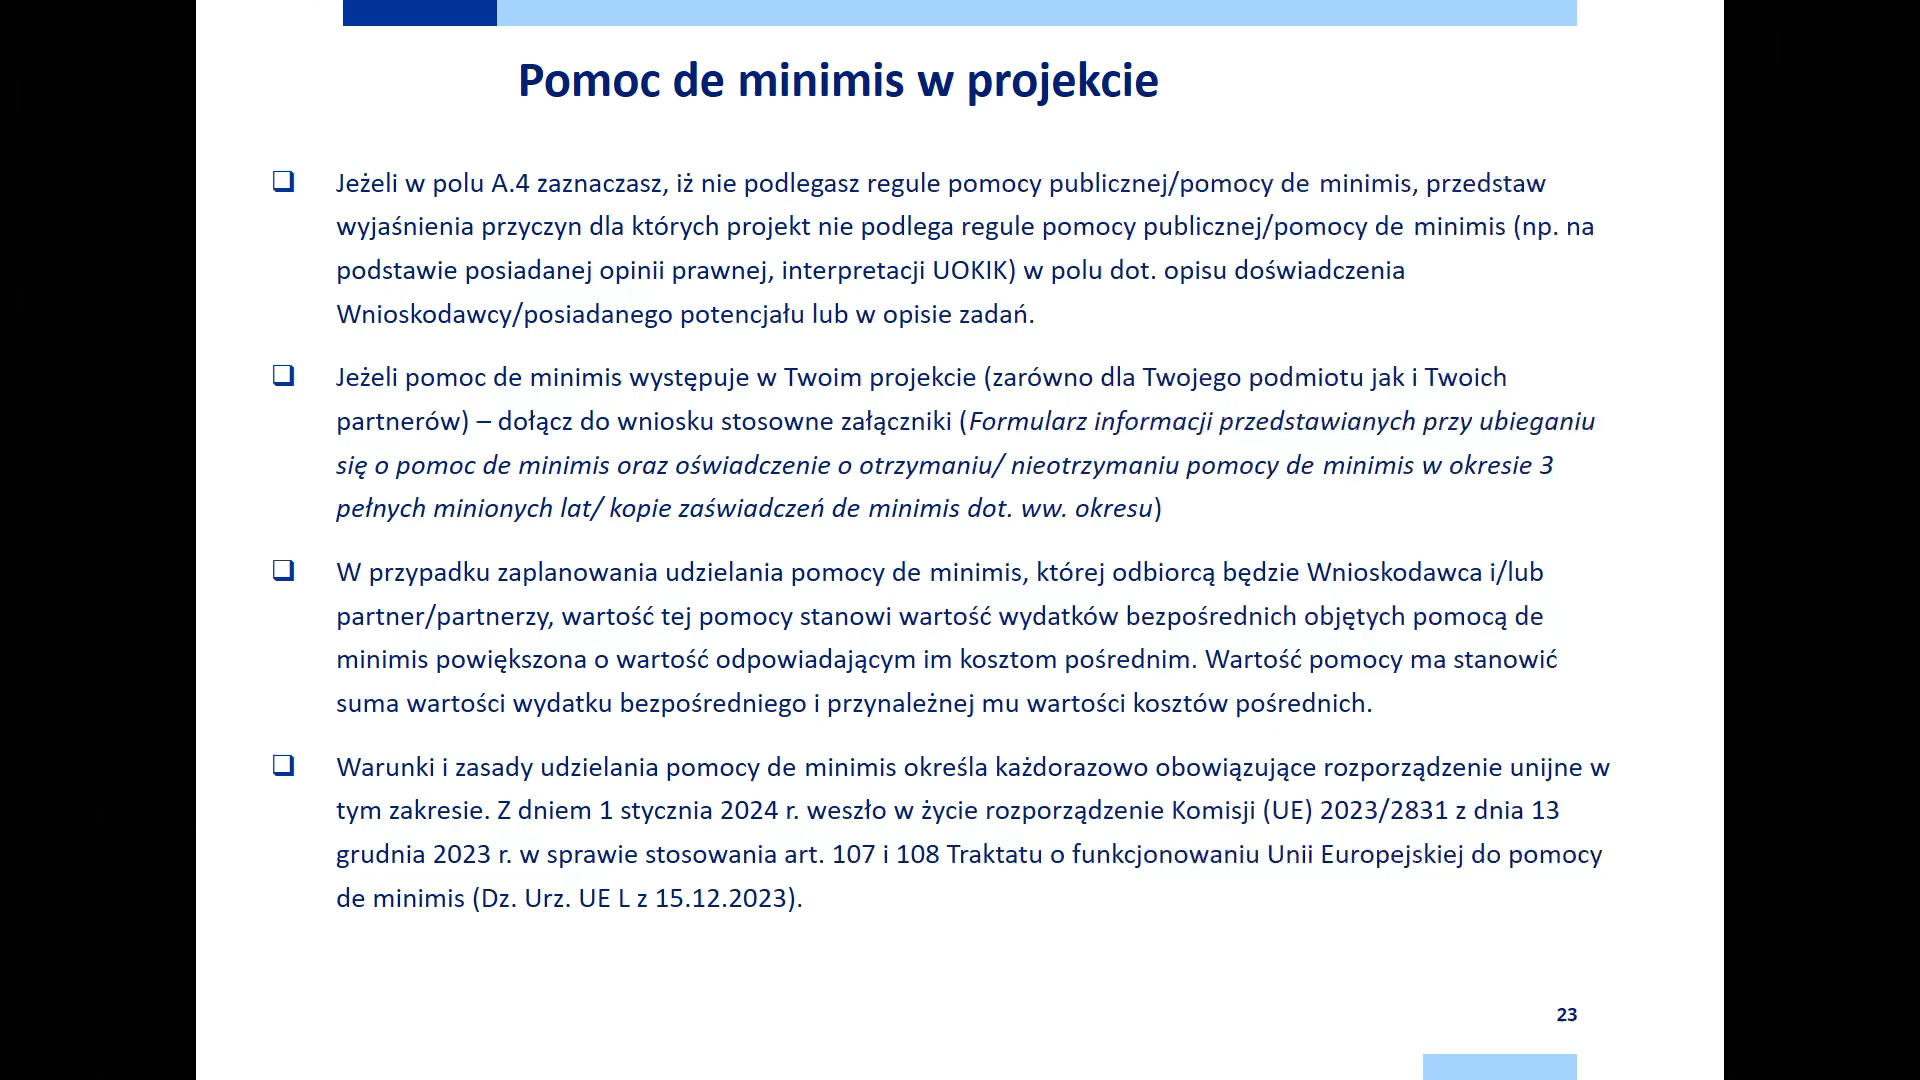 Pomoc de minimis w projekcie
❑ Jeżeli w polu A.4 zaznaczasz, iż nie podlegasz regule pomocy publicznej/pomocy de minimis, przedstaw
wyjaśnienia przyczyn dla których projekt nie podlega regule pomocy publicznej/pomocy de minimis (np. na
podstawie posiadanej opinii prawnej, interpretacji UOKIK) w polu dot. opisu doświadczenia
Wnioskodawcy/posiadanego potencjału lub w opisie zadań.
❑ Jeżeli pomoc de minimis występuje w Twoim projekcie (zarówno dla Twojego podmiotu jak i Twoich
partnerów) – dołącz do wniosku stosowne załączniki (Formularz informacji przedstawianych przy ubieganiu
się o pomoc de minimis oraz oświadczenie o otrzymaniu/ nieotrzymaniu pomocy de minimis w okresie 3
pełnych minionych lat/ kopie zaświadczeń de minimis dot. ww. okresu)
❑ W przypadku zaplanowania udzielania pomocy de minimis, której odbiorcą będzie Wnioskodawca i/lub
partner/partnerzy, wartość tej pomocy stanowi wartość wydatków bezpośrednich objętych pomocą de
minimis powiększona o wartość odpowiadającym im kosztom pośrednim. Wartość pomocy ma stanowić
suma wartości wydatku bezpośredniego i przynależnej mu wartości kosztów pośrednich.
❑ Warunki i zasady udzielania pomocy de minimis określa każdorazowo obowiązujące rozporządzenie unijne w
tym zakresie. Z dniem 1 stycznia 2024 r. weszło w życie rozporządzenie Komisji (UE) 2023/2831 z dnia 13
grudnia 2023 r. w sprawie stosowania art. 107 i 108 Traktatu o funkcjonowaniu Unii Europejskiej do pomocy
de minimis (Dz. Urz. UE L z 15.12.2023).
23